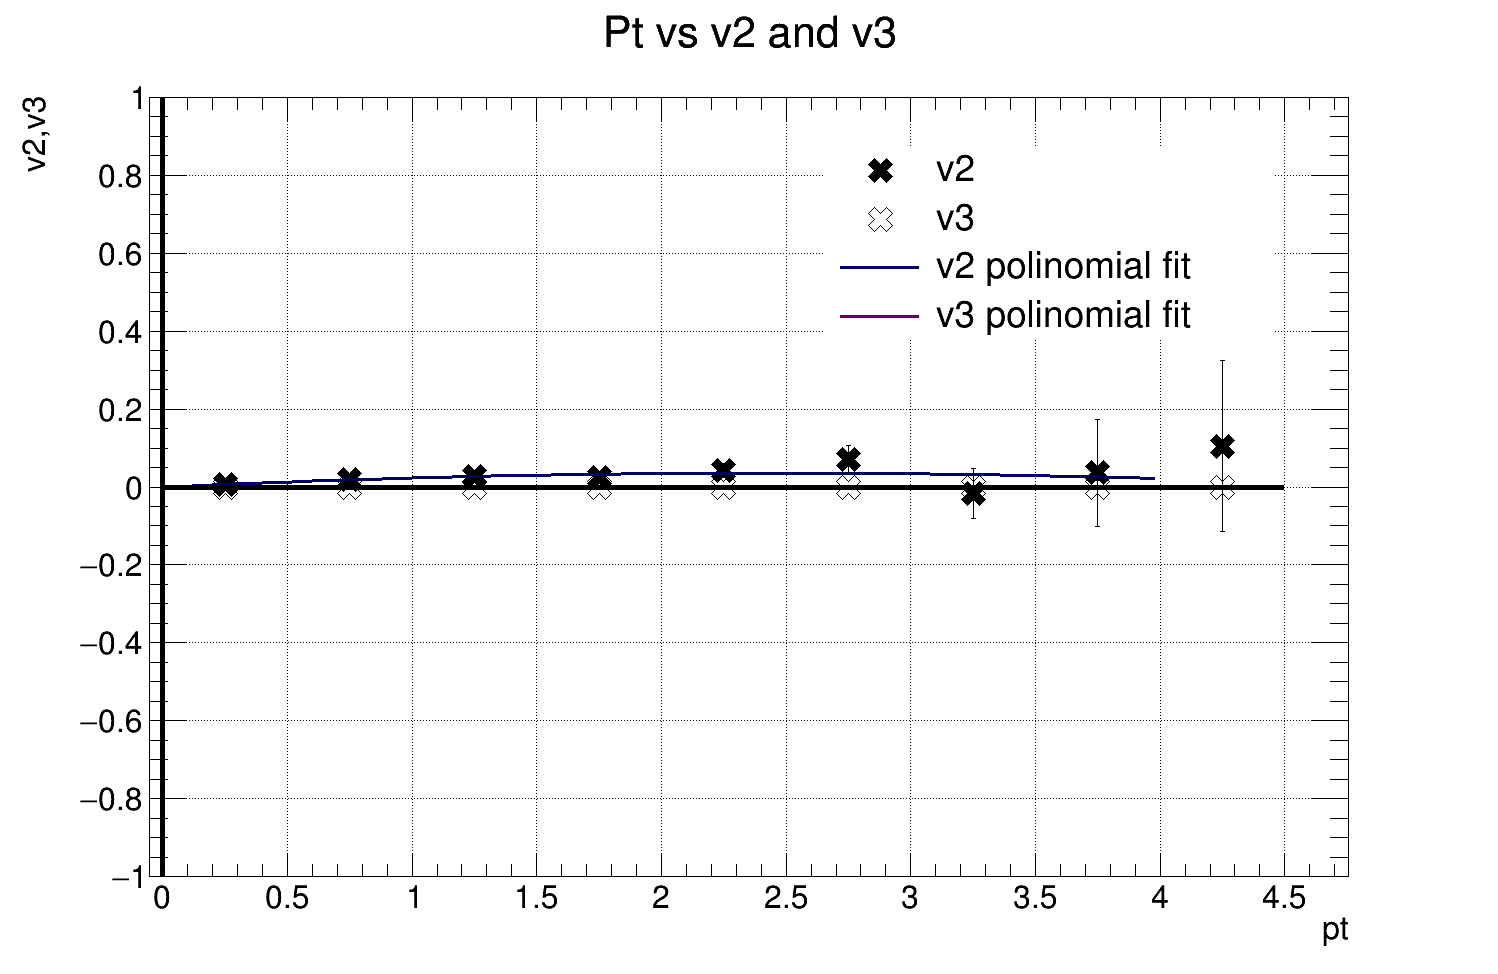 Pt vs v2 and v3
v2,v3
1
0.8
0.6
0.4
0.2
0
−0.2
−0.4
−0.6
−0.8
−1
v2
v3
v2 polinomial fit
v3 polinomial fit
0 0.5 1 1.5 2 2.5 3 3.5 4 4.5
pt